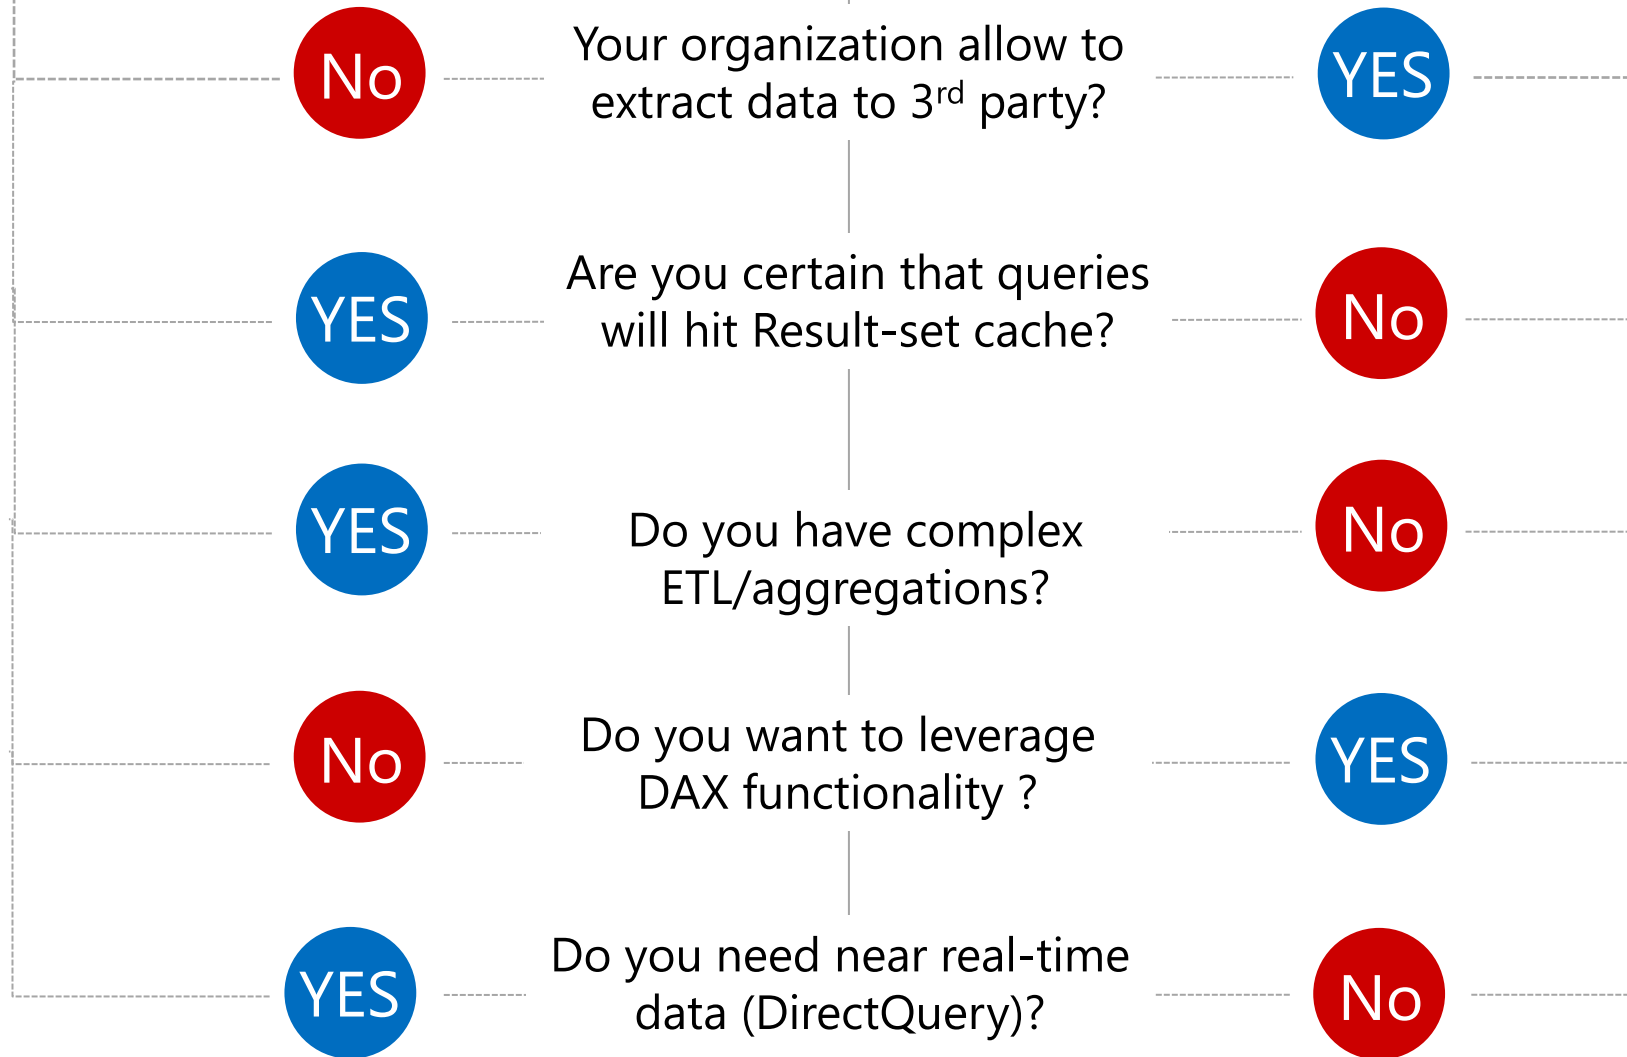 No
Your organization allow to
extract data to 3rd party?
YES
YES
Are you certain that queries
will hit Result-set cache?
No
YES
Do you have complex
ETL/aggregations?
No
No
Do you want to leverage
DAX functionality ?
YES
YES
Do you need near real-time
data (DirectQuery)?
No